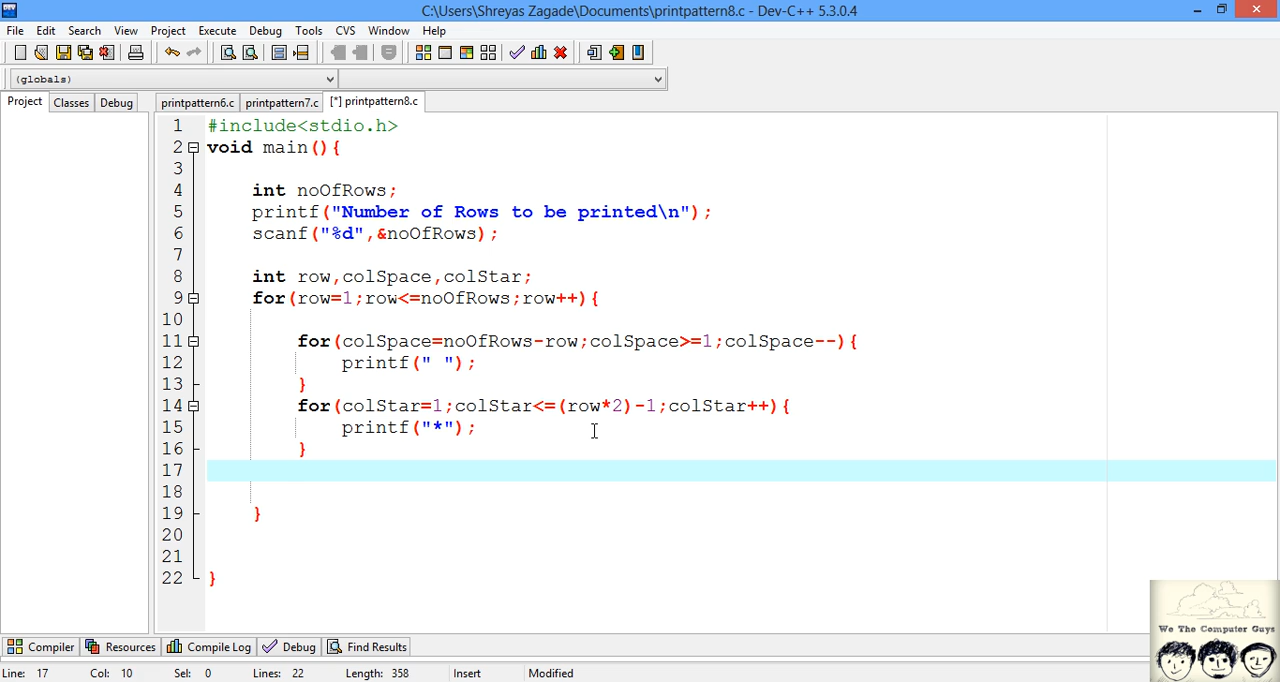 C:\Users\Shreyas Zagade\Documents\printpattern8.c - Dev-C++ 5.3.0.4
File Edit Search View Project Execute Debug Tools CVS Window Help
(globals)
Project Classes Debug printpattern6.c printpattern7.c [*] printpattern8.c
1 #include<stdio.h>
2 void main(){
3
4 int noOfRows;
5 printf("Number of Rows to be printed\n");
6 scanf("%d",&noOfRows);
7
8 int row,colSpace,colStar;
9 for(row=1;row<=noOfRows;row++){
10
11 for(colSpace=noOfRows-row;colSpace>=1;colSpace--){
12 printf(" ");
13 }
14 for(colStar=1;colStar<=(row*2)-1;colStar++){
15 printf("*");
16 }
17
18
19 }
20
21
22 }
We The Computer Guys
Compiler Resources Compile Log Debug Find Results
Line: 17 Col: 10 Sel: 0 Lines: 22 Length: 358 Insert Modified